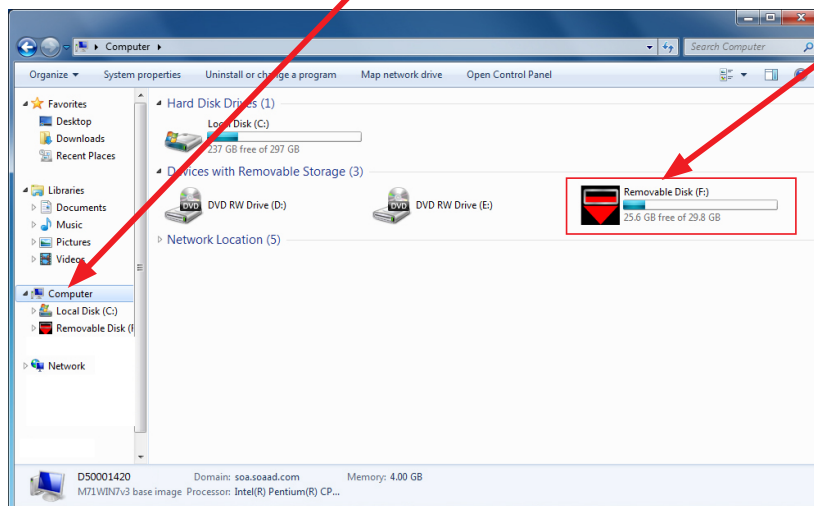 Computer
Search Computer
Organize
System properties
Uninstall or change a program
Map network drive
Open Control Panel
Favorites
Desktop
Downloads
Recent Places
Libraries
Documents
Music
Pictures
Videos
Computer
Local Disk (C:)
Removable Disk (F
Network
Hard Disk Drives (1)
Local Disk (C:)
237 GB free of 297 GB
Devices with Removable Storage (3)
DVD
DVD RW Drive (D:)
DVD
DVD RW Drive (E:)
Removable Disk (F:)
25.6 GB free of 29.8 GB
Network Location (5)
D50001420
Domain: soa.soaad.com
Memory: 4.00 GB
M71WIN7v3 base image
Processor: Intel(R) Pentium(R) CP...